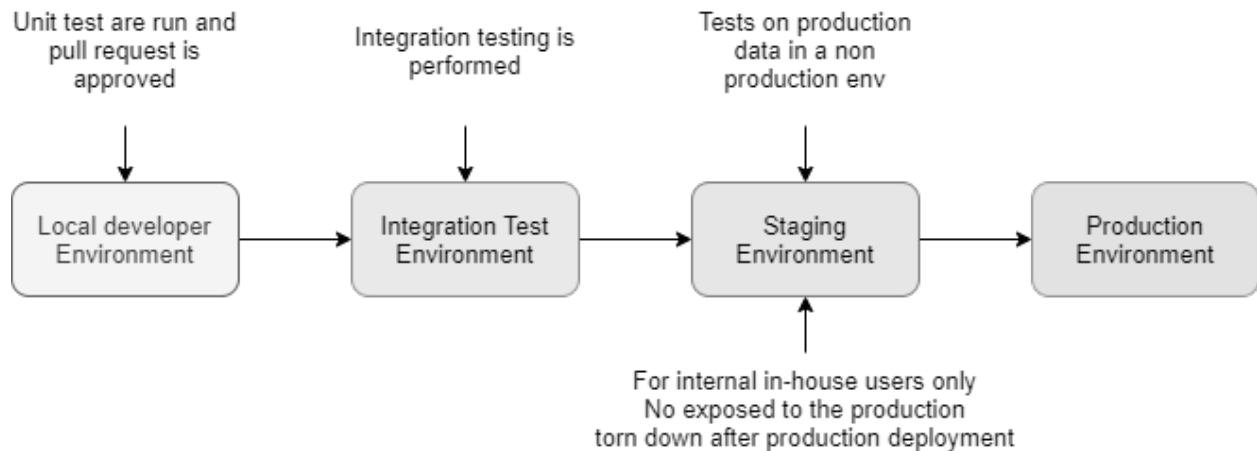 Unit test are run and
pull request is
approved
Integration testing is
performed
Tests on production
data in a non
production env
Local developer
Environment
Integration Test
Environment
Staging
Environment
Production
Environment
For internal in-house users only
No exposed to the production
torn down after production deployment